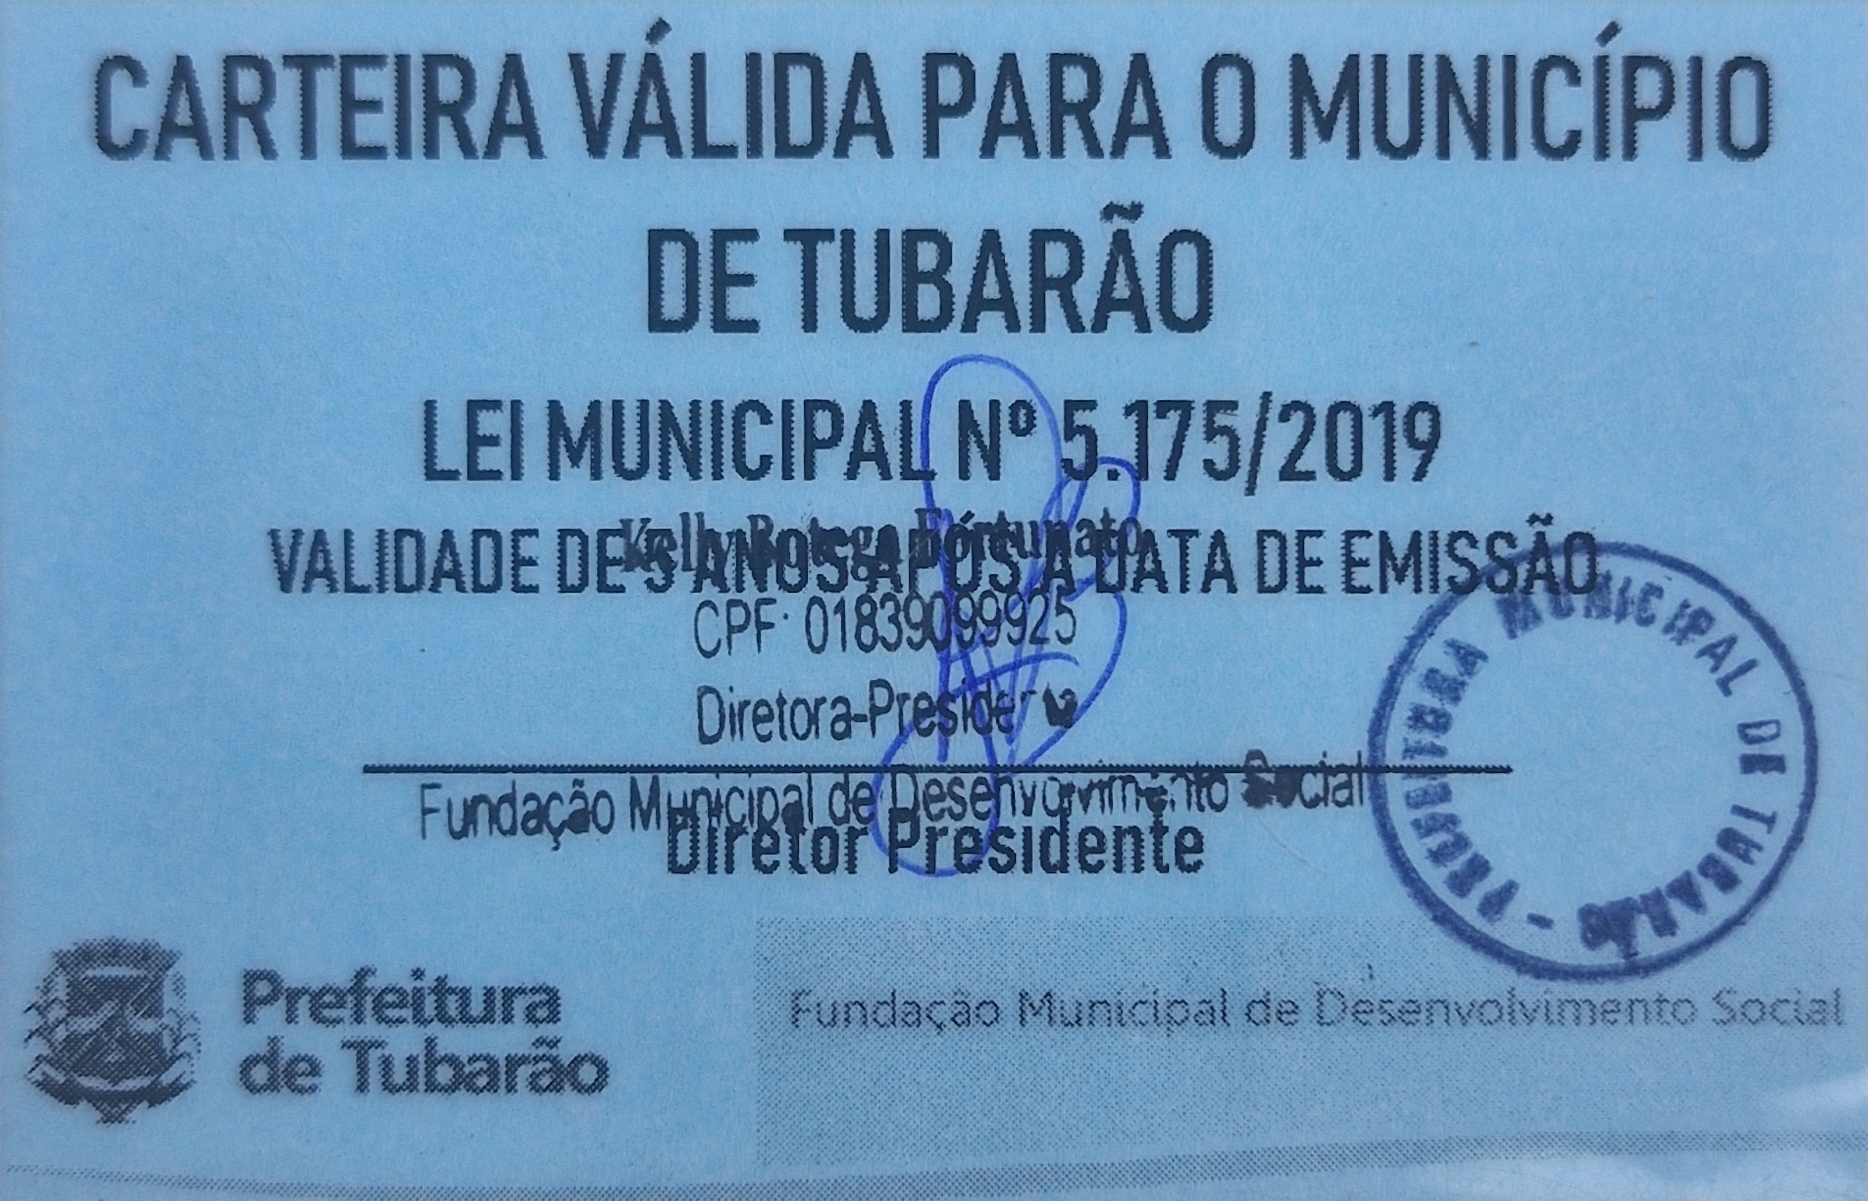 CARTEIRA VÁLIDA PARA O MUNICÍPIO
DE TUBARÃO
LEI MUNICIPAL Nº 5.175/2019
Kelly Botega Fortunato
VALIDADE DE 5 ANOS APÓS A DATA DE EMISSÃO
CPF: 01839099925
Diretora-Presidente
Fundação Municipal de Desenvolvimento Social
Diretor Presidente
PREFEITURA MUNICIPAL DE TUBARÃO -
Prefeitura
de Tubarão
Fundação Municipal de Desenvolvimento Social